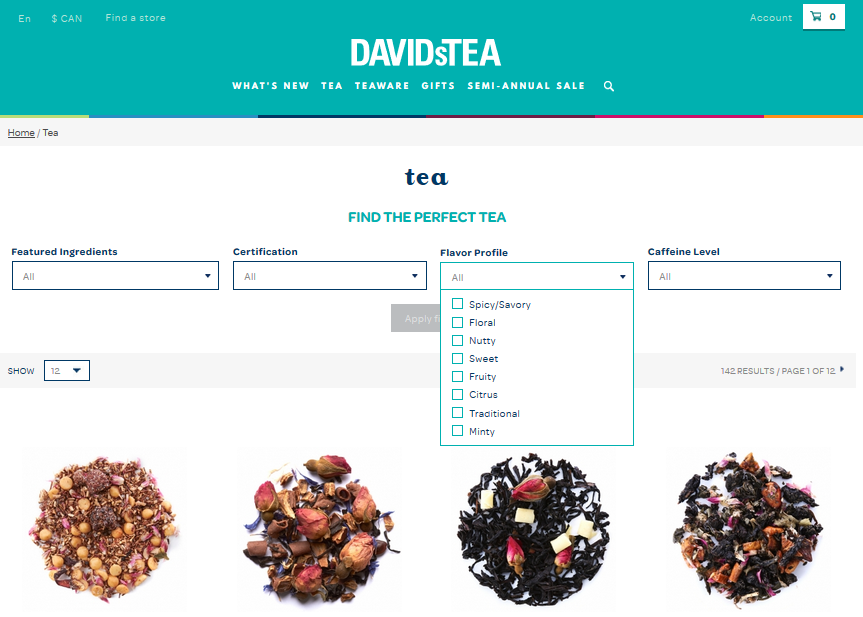 En $ CAN Find a store Account 0
DAVIDsTEA
WHAT'S NEW TEA TEAWARE GIFTS SEMI-ANNUAL SALE
Home / Tea
tea
FIND THE PERFECT TEA
Featured Ingredients Certification Flavor Profile Caffeine Level
All All All All
Spicy/Savory
Apply
Floral
Nutty
Sweet
Fruity
Citrus
Traditional
Minty
SHOW 12 142 RESULTS / PAGE 1 OF 12